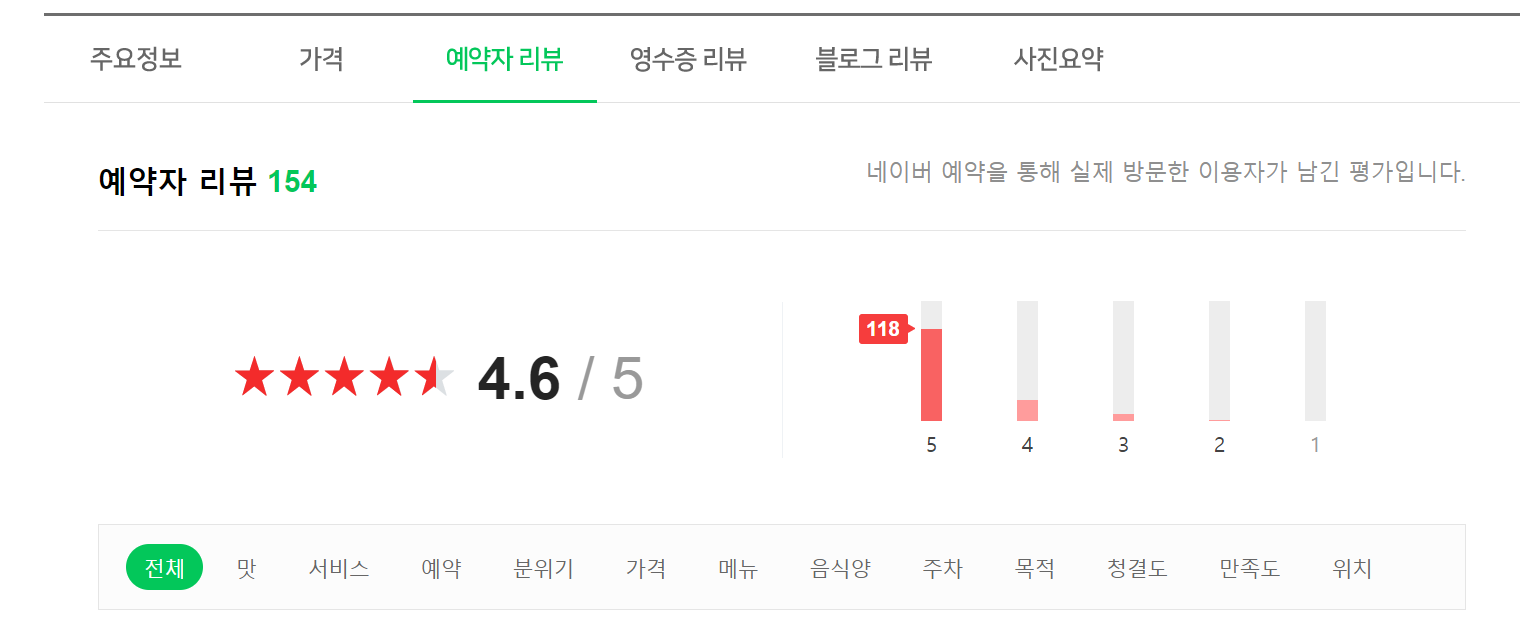 주요정보 가격 예약자 리뷰 영수증 리뷰 블로그 리뷰 사진요약
예약자 리뷰 154 네이버 예약을 통해 실제 방문한 이용자가 남긴 평가입니다.
4.6 / 5
118
5 4 3 2 1
전체 맛 서비스 예약 분위기 가격 메뉴 음식양 주차 목적 청결도 만족도 위치